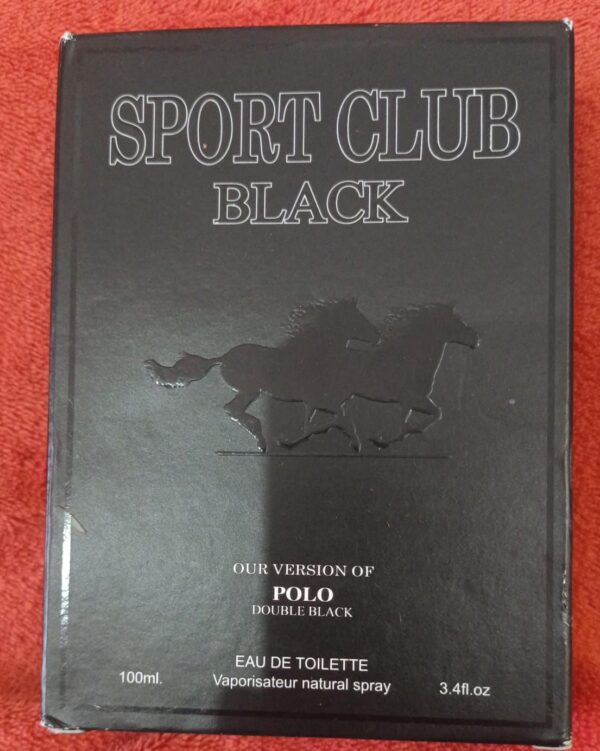 SPORT CLUB
BLACK
OUR VERSION OF
POLO
DOUBLE BLACK
EAU DE TOILETTE
100ml. Vaporisateur natural spray 3.4fl.oz